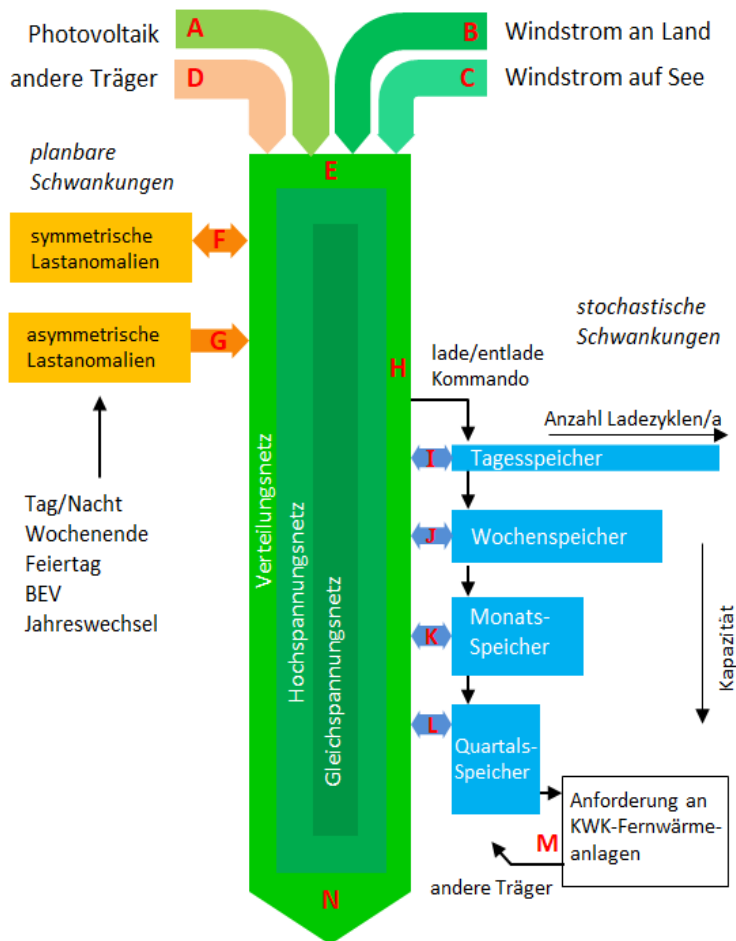 Photovoltaik
A
B
Windstrom an Land
andere Träger
D
C
Windstrom auf See
planbare
Schwankungen
E
symmetrische
Lastanomalien
F
asymmetrische
Lastanomalien
G
stochastische
Schwankungen
H
lade/entlade
Kommando
Anzahl Ladezyklen/a
I
Tagesspeicher
Tag/Nacht
Wochenende
Feiertag
BEV
Jahreswechsel
Verteilungsnetz
Hochspannungsnetz
Gleichspannungsnetz
J
Wochenspeicher
K
Monats-
Speicher
Kapazität
L
Quartals-
Speicher
Anforderung an
KWK-Fernwärme-
anlagen
M
andere Träger
N